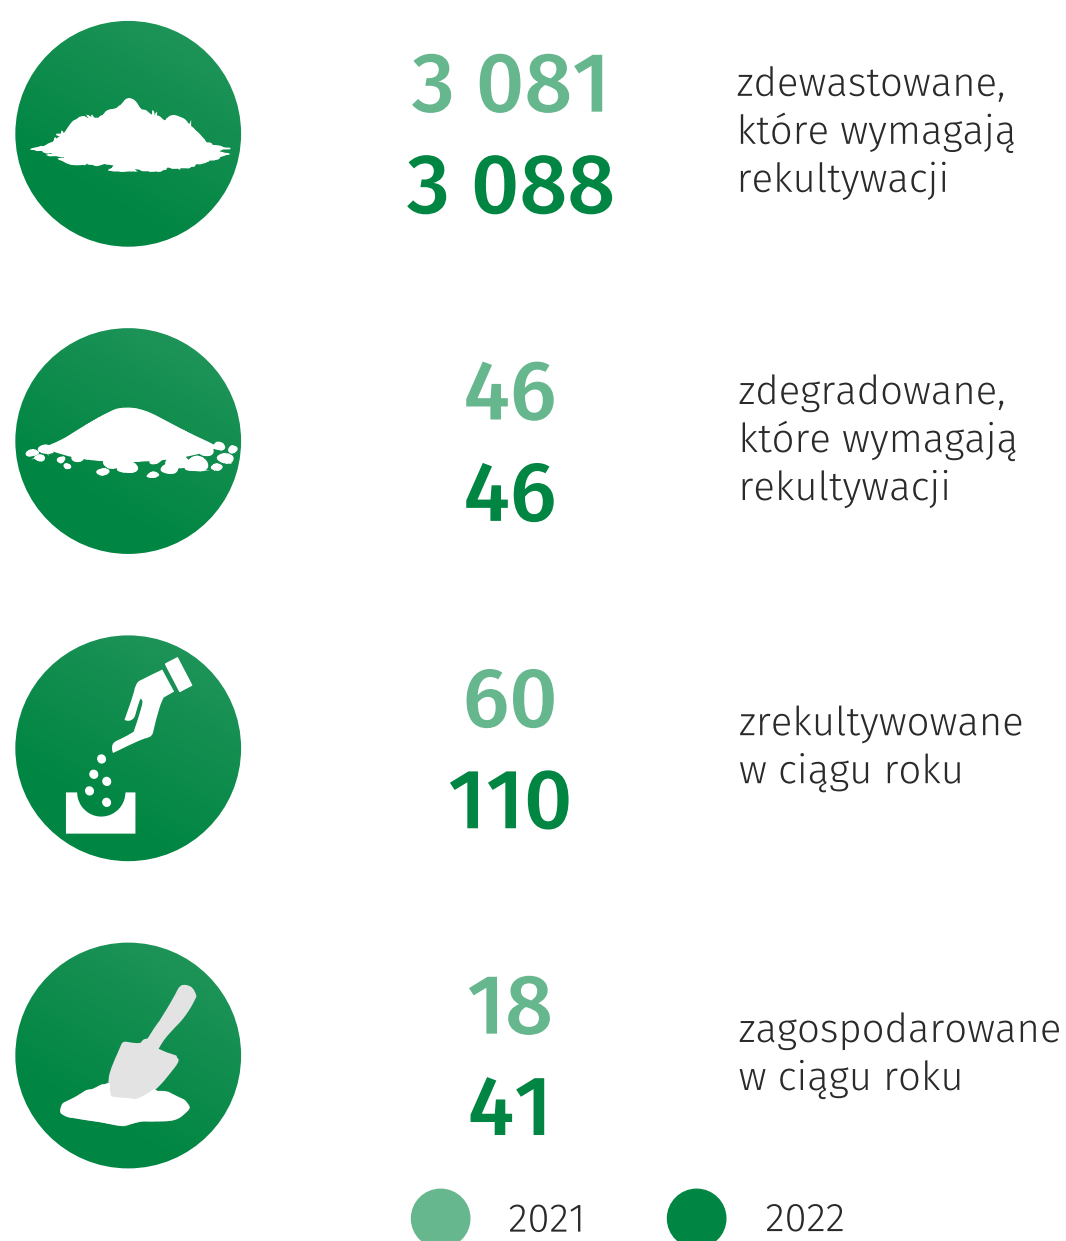 3 081
3 088
zdewastowane,
które wymagają
rekultywacji
46
46
zdegradowane,
które wymagają
rekultywacji
60
110
zrekultywowane
w ciągu roku
18
41
zagospodarowane
w ciągu roku
2021 2022